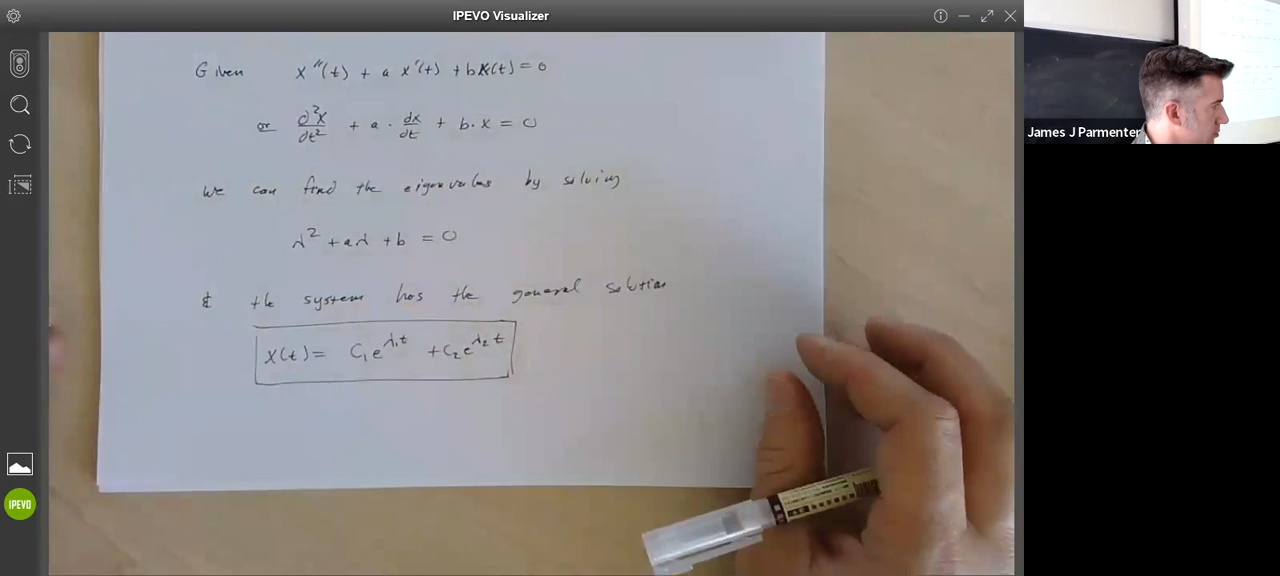 IPEVO Visualizer
Given x″(t) + a x′(t) + bx(t) = 0
or d²x/dt² + a · dx/dt + b · x = 0
we can find the eigenvalues by solving
λ² + aλ + b = 0
& the system has the general solution
x(t) = C₁e^λ₁t + C₂e^λ₂t
James J Parmenter
IPEVO